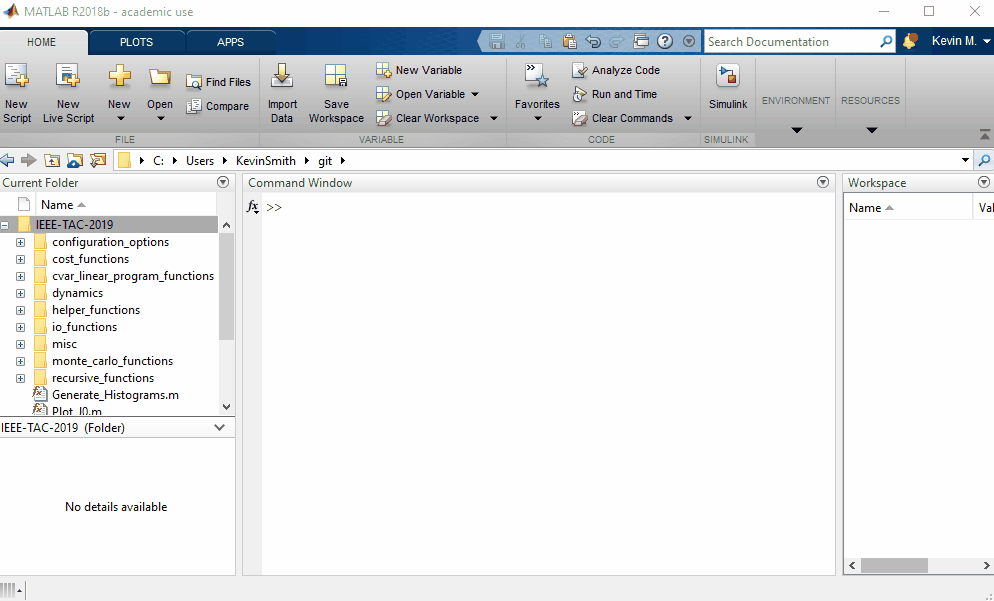 MATLAB R2018b - academic use
HOME PLOTS APPS Search Documentation Kevin M.
New Script New Live Script New Open Find Files Compare
Import Data Save Workspace New Variable Open Variable Clear Workspace
Favorites Analyze Code Run and Time Clear Commands
Simulink ENVIRONMENT RESOURCES
FILE VARIABLE CODE SIMULINK
C: Users KevinSmith git
Current Folder
Name
IEEE-TAC-2019
configuration_options
cost_functions
cvar_linear_program_functions
dynamics
helper_functions
io_functions
misc
monte_carlo_functions
recursive_functions
Generate_Histograms.m
Plot_J0.m
IEEE-TAC-2019 (Folder)
No details available
Command Window
fx >>
Workspace
Name Val